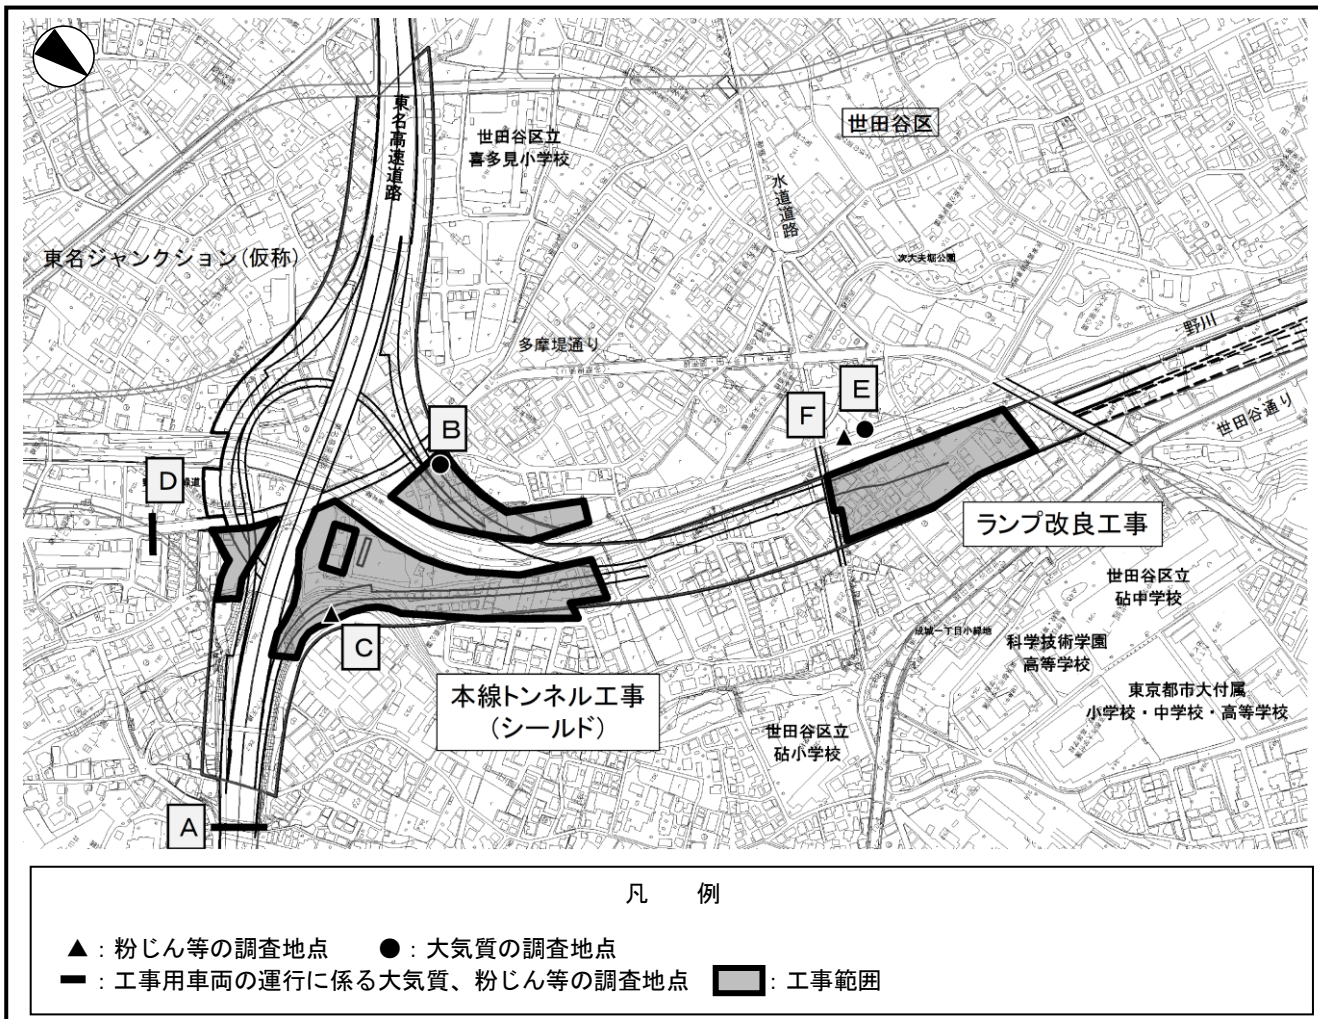 東名高速道路
世田谷区立
喜多見小学校
世田谷区
水道道路
東名ジャンクション(仮称)
次大夫堀公園
多摩堤通り
野川
世田谷通り
E
F
B
D
ランプ改良工事
世田谷区立
砧中学校
成城一丁目小緑地
科学技術学園
高等学校
C
本線トンネル工事
(シールド)
東京都市大付属
小学校・中学校・高等学校
世田谷区立
砧小学校
A
凡 例
▲:粉じん等の調査地点 ●:大気質の調査地点
━:工事用車両の運行に係る大気質、粉じん等の調査地点 :工事範囲